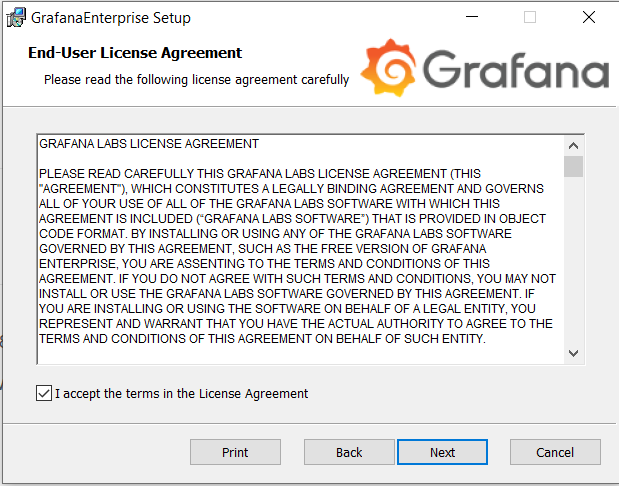 GrafanaEnterprise Setup
End-User License Agreement
Please read the following license agreement carefully
Grafana
GRAFANA LABS LICENSE AGREEMENT
PLEASE READ CAREFULLY THIS GRAFANA LABS LICENSE AGREEMENT (THIS
"AGREEMENT"), WHICH CONSTITUTES A LEGALLY BINDING AGREEMENT AND GOVERNS
ALL OF YOUR USE OF ALL OF THE GRAFANA LABS SOFTWARE WITH WHICH THIS
AGREEMENT IS INCLUDED (“GRAFANA LABS SOFTWARE”) THAT IS PROVIDED IN OBJECT
CODE FORMAT. BY INSTALLING OR USING ANY OF THE GRAFANA LABS SOFTWARE
GOVERNED BY THIS AGREEMENT, SUCH AS THE FREE VERSION OF GRAFANA
ENTERPRISE, YOU ARE ASSENTING TO THE TERMS AND CONDITIONS OF THIS
AGREEMENT. IF YOU DO NOT AGREE WITH SUCH TERMS AND CONDITIONS, YOU MAY NOT
INSTALL OR USE THE GRAFANA LABS SOFTWARE GOVERNED BY THIS AGREEMENT. IF
YOU ARE INSTALLING OR USING THE SOFTWARE ON BEHALF OF A LEGAL ENTITY, YOU
REPRESENT AND WARRANT THAT YOU HAVE THE ACTUAL AUTHORITY TO AGREE TO THE
TERMS AND CONDITIONS OF THIS AGREEMENT ON BEHALF OF SUCH ENTITY.
I accept the terms in the License Agreement
Print
Back
Next
Cancel